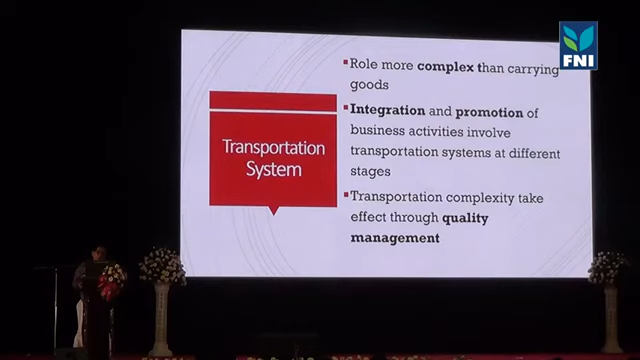 FNI
Role more complex than carrying
goods
Integration and promotion of
business activities involve
transportation systems at different
stages
Transportation complexity take
effect through quality
management
Transportation
System